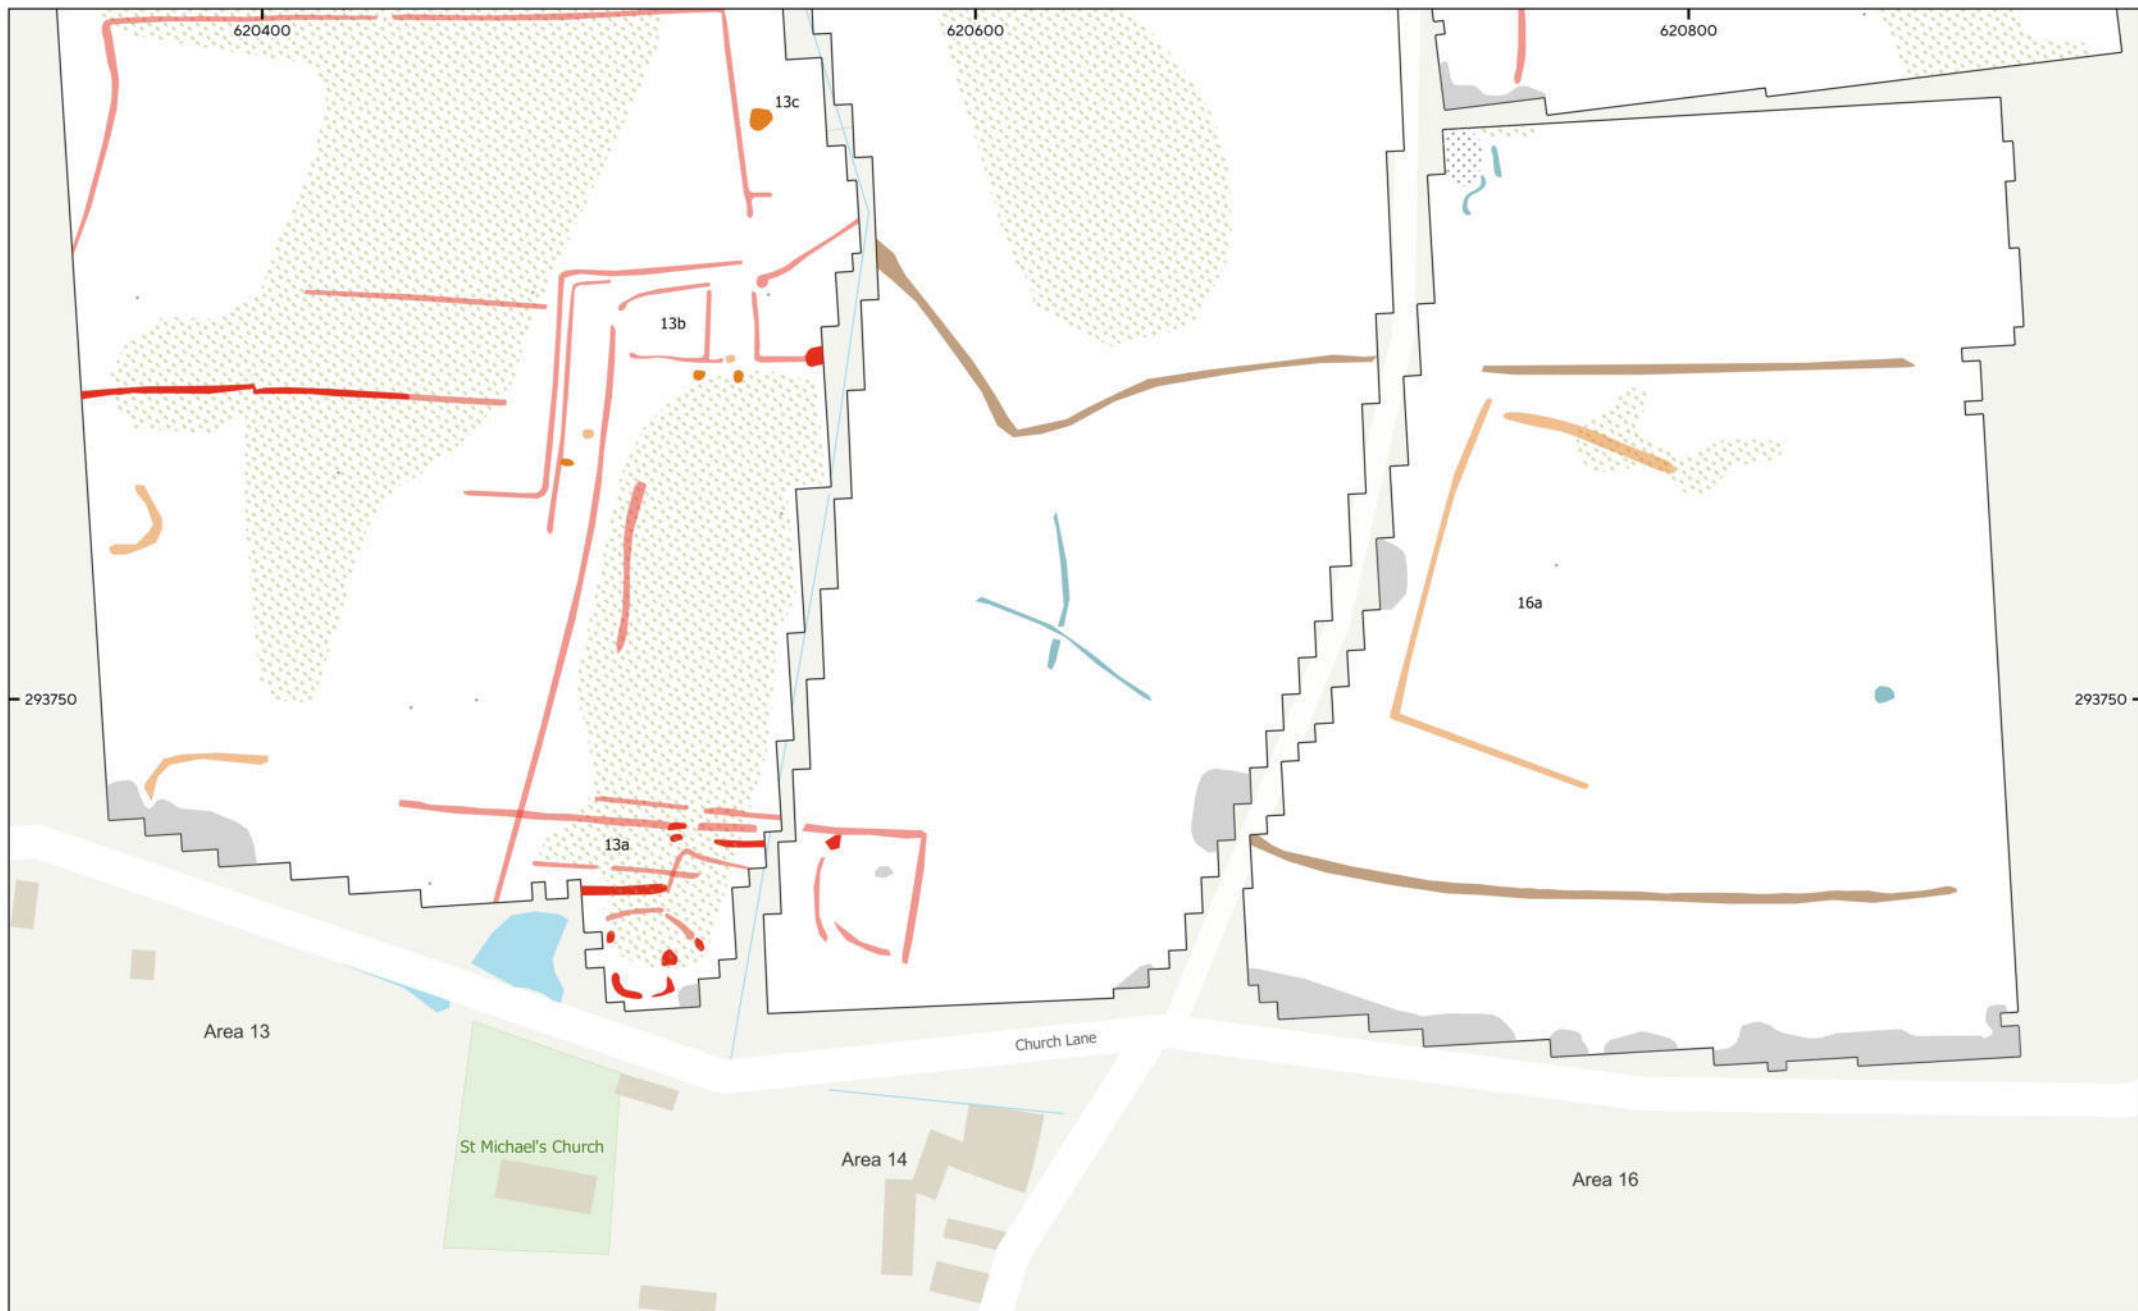 620400
620600
620800
13c
13b
16a
293750
293750
13a
Area 13
Church Lane
St Michael's Church
Area 14
Area 16